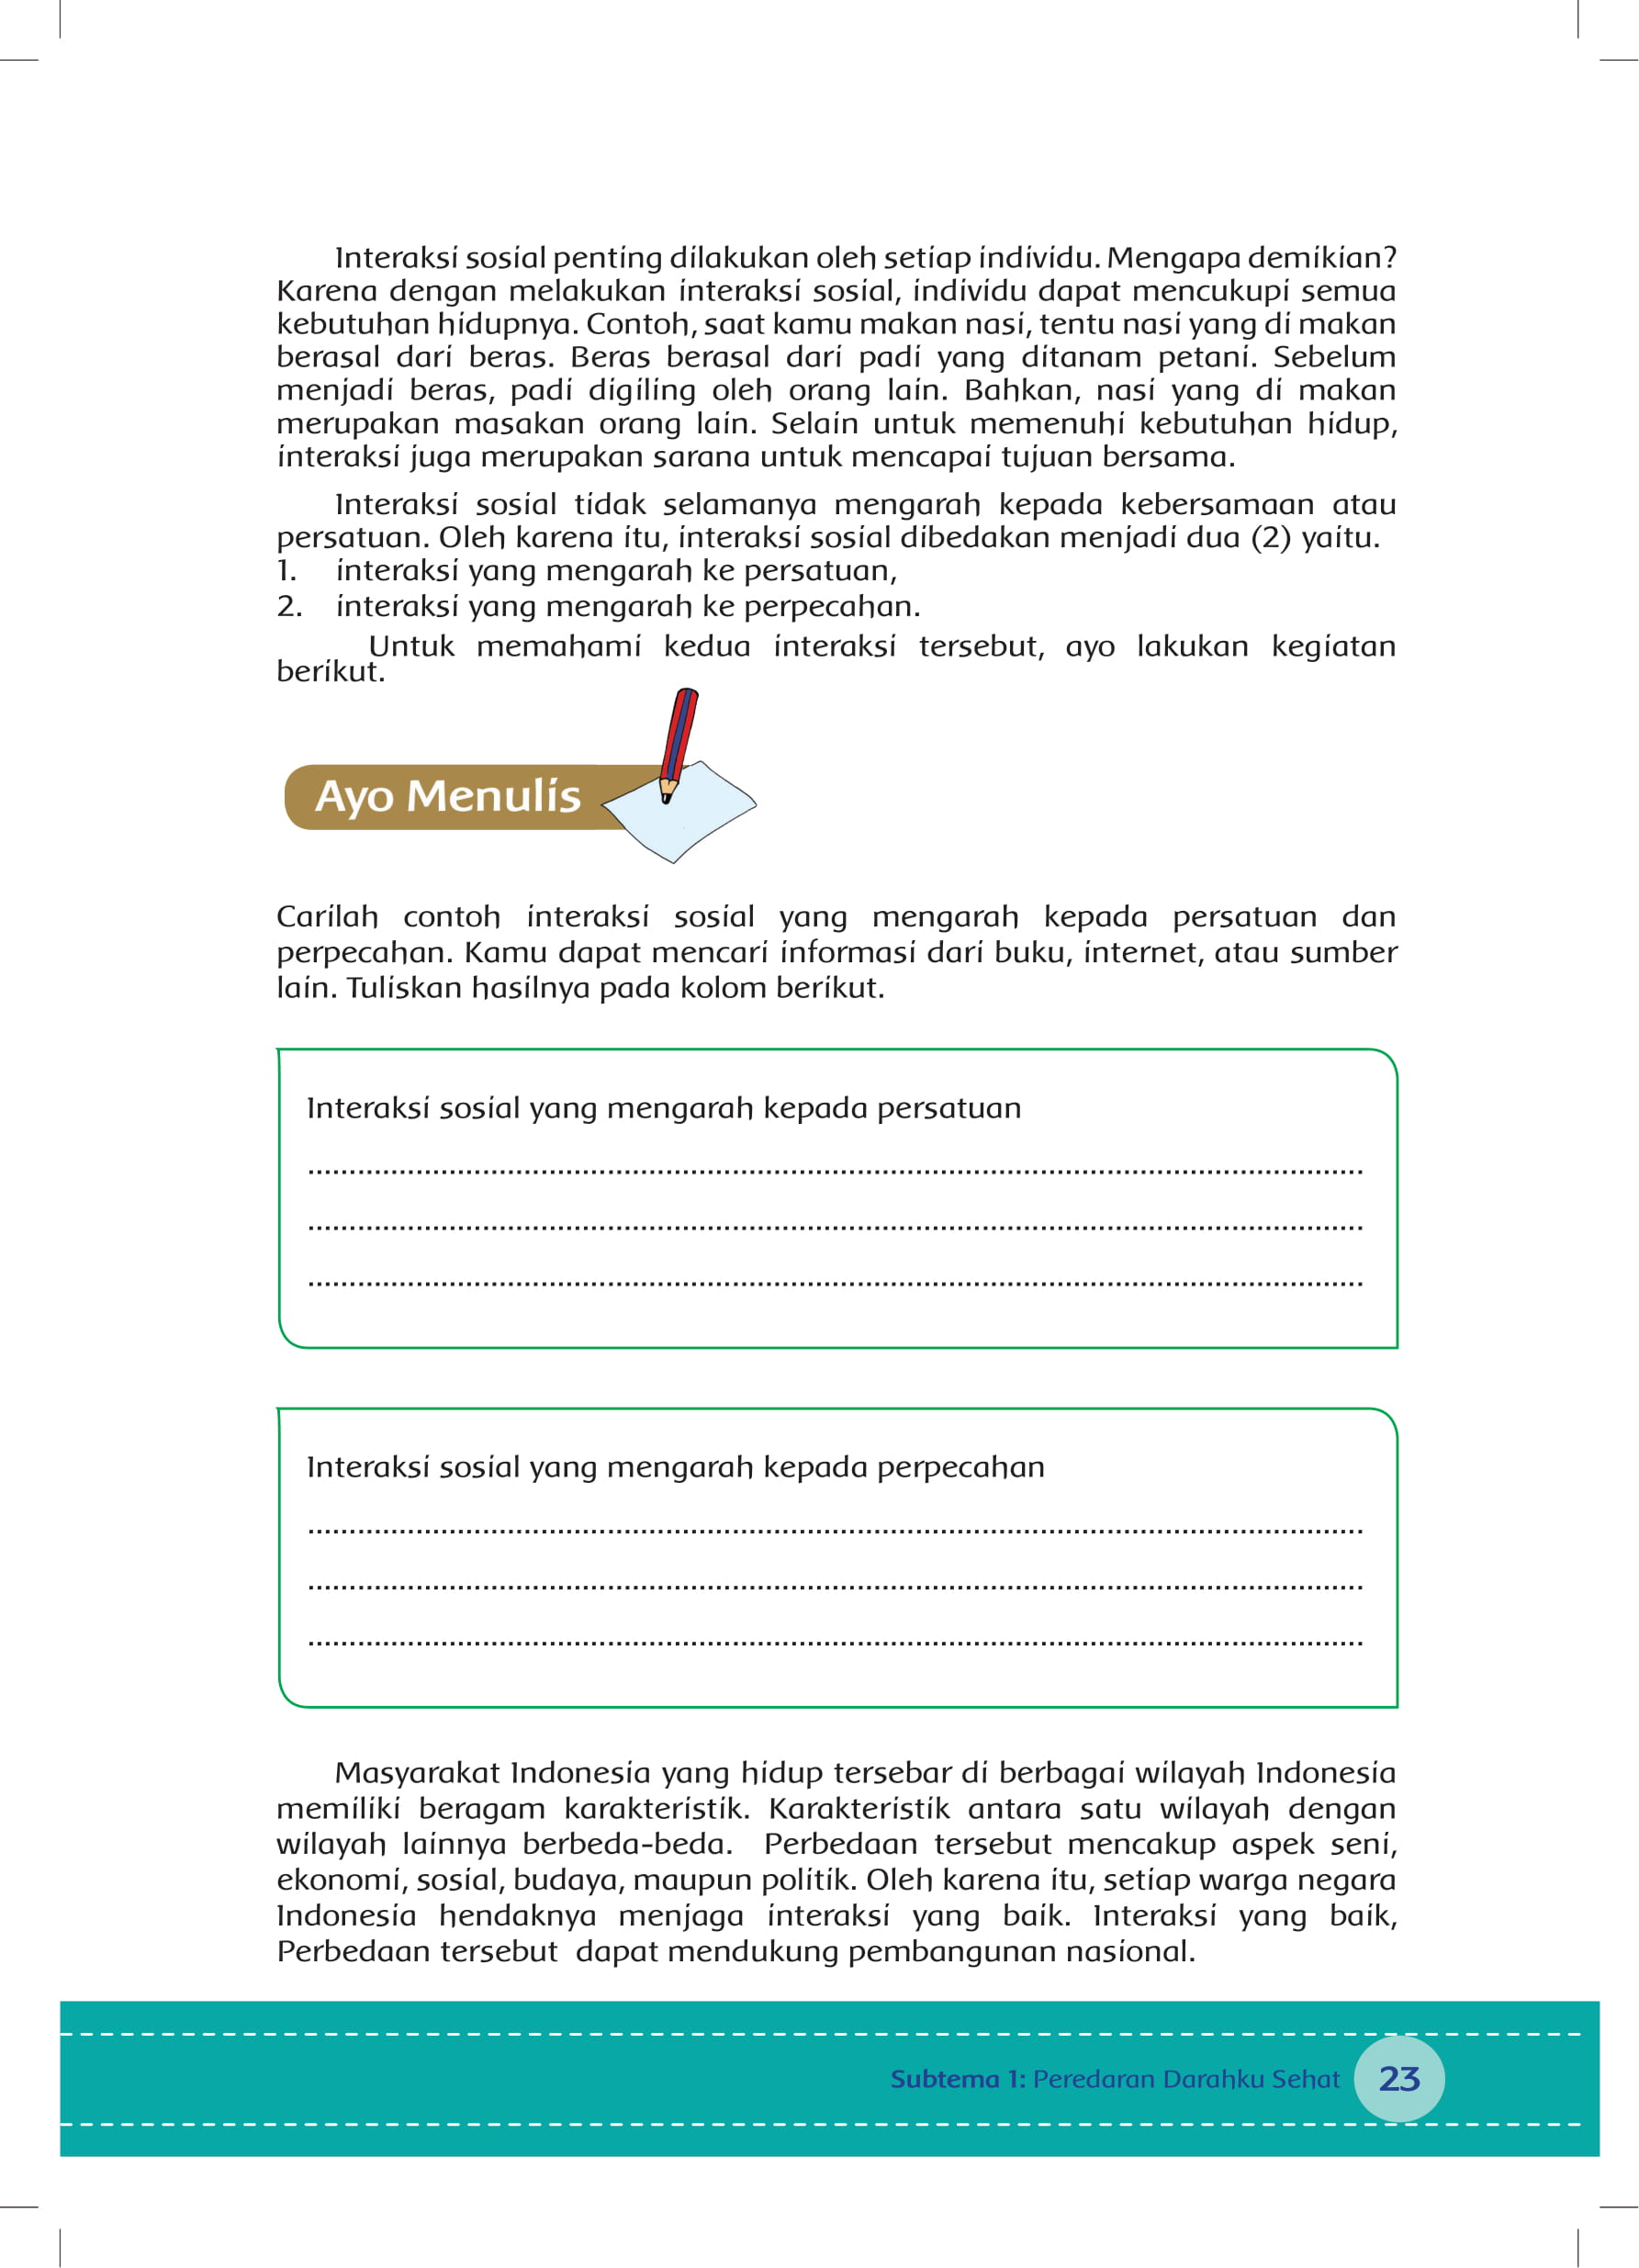 Interaksi sosial penting dilakukan oleh setiap individu. Mengapa demikian?
Karena dengan melakukan interaksi sosial, individu dapat mencukupi semua
kebutuhan hidupnya. Contoh, saat kamu makan nasi, tentu nasi yang di makan
berasal dari beras. Beras berasal dari padi yang ditanam petani. Sebelum
menjadi beras, padi digiling oleh orang lain. Bahkan, nasi yang di makan
merupakan masakan orang lain. Selain untuk memenuhi kebutuhan hidup,
interaksi juga merupakan sarana untuk mencapai tujuan bersama.
Interaksi sosial tidak selamanya mengarah kepada kebersamaan atau
persatuan. Oleh karena itu, interaksi sosial dibedakan menjadi dua (2) yaitu.
1. interaksi yang mengarah ke persatuan,
2. interaksi yang mengarah ke perpecahan.
Untuk memahami kedua interaksi tersebut, ayo lakukan kegiatan
berikut.
Ayo Menulis
Carilah contoh interaksi sosial yang mengarah kepada persatuan dan
perpecahan. Kamu dapat mencari informasi dari buku, internet, atau sumber
lain. Tuliskan hasilnya pada kolom berikut.
Interaksi sosial yang mengarah kepada persatuan
Interaksi sosial yang mengarah kepada perpecahan
Masyarakat Indonesia yang hidup tersebar di berbagai wilayah Indonesia
memiliki beragam karakteristik. Karakteristik antara satu wilayah dengan
wilayah lainnya berbeda-beda. Perbedaan tersebut mencakup aspek seni,
ekonomi, sosial, budaya, maupun politik. Oleh karena itu, setiap warga negara
Indonesia hendaknya menjaga interaksi yang baik. Interaksi yang baik,
Perbedaan tersebut dapat mendukung pembangunan nasional.
Subtema 1: Peredaran Darahku Sehat 23